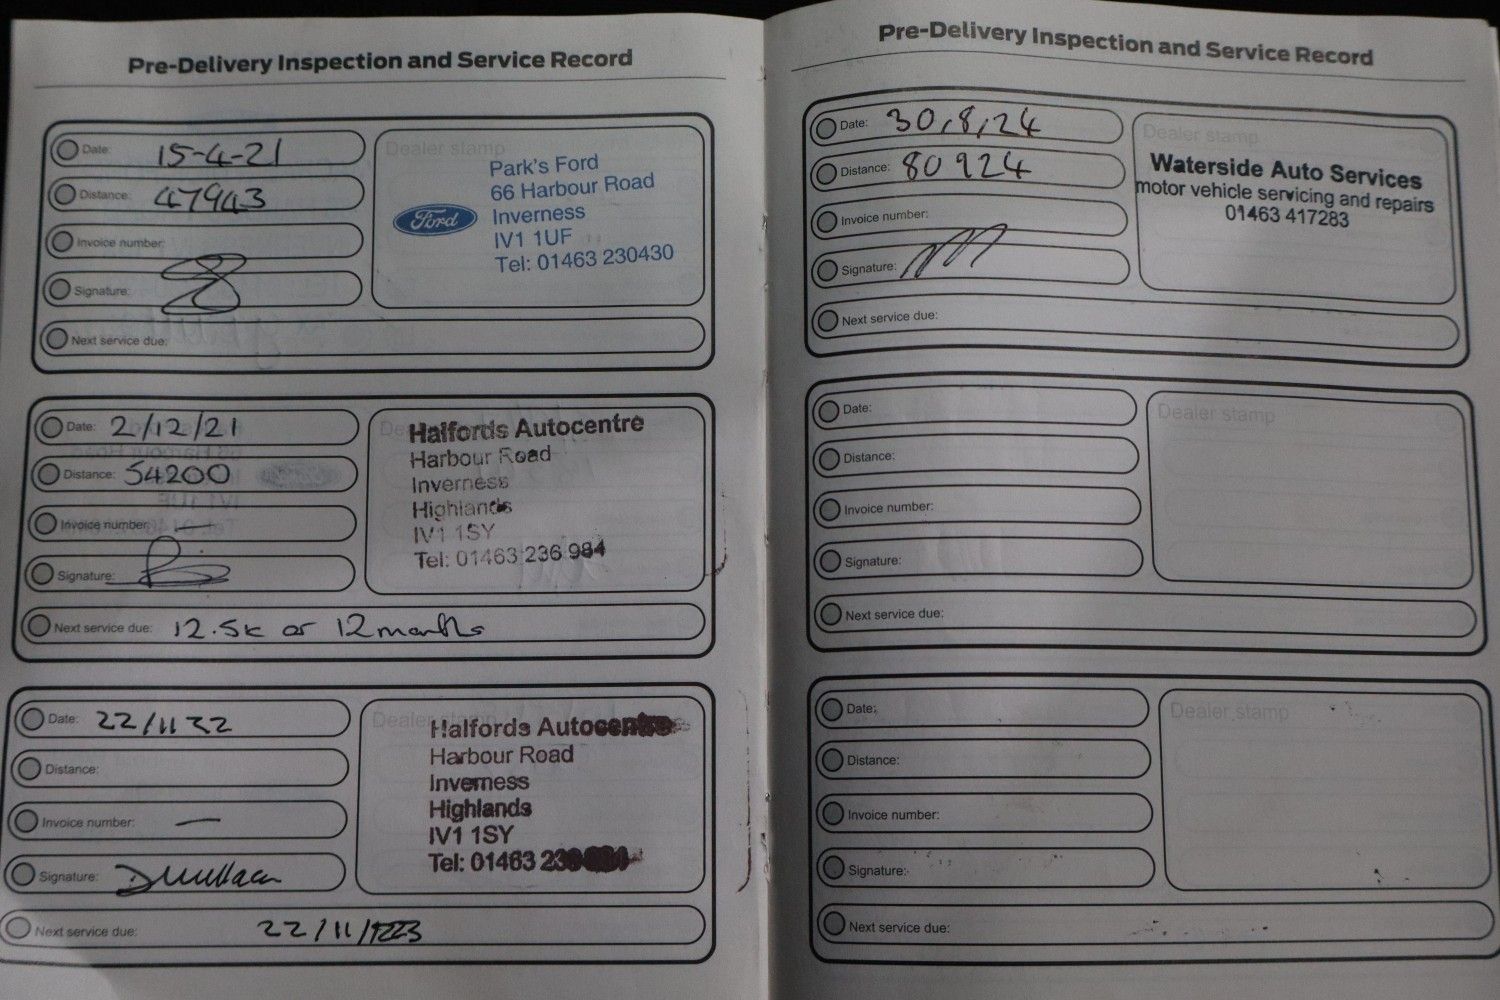 Pre-Delivery Inspection and Service Record
Date: 15-4-21
Distance: 47943
Invoice number:
Signature:
Next service due:
Dealer stamp
Ford
Park's Ford
66 Harbour Road
Inverness
IV1 1UF
Tel: 01463 230430
Date: 2/12/21
Distance: 54200
Invoice number: —
Signature:
Next service due: 12.5k or 12 months
Halfords Autocentre
Harbour Road
Inverness
Highlands
IV1 1SY
Tel: 01463 236 984
Date: 22/11 22
Distance:
Invoice number: —
Signature:
Next service due: 22/11/
Dealer stamp
Halfords Autocentre
Harbour Road
Inverness
Highlands
IV1 1SY
Tel: 01463
Pre-Delivery Inspection and Service Record
Date: 30,8,24
Distance: 80924
Invoice number:
Signature:
Next service due:
Dealer stamp
Waterside Auto Services
motor vehicle servicing and repairs
01463 417283
Date:
Distance:
Invoice number:
Signature:
Next service due:
Dealer stamp
Date:
Distance:
Invoice number:
Signature:
Next service due:
Dealer stamp